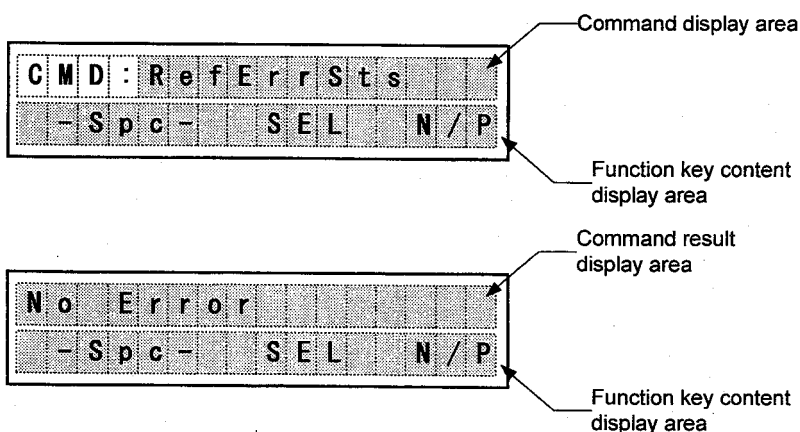 Command display area
CMD:RefErrSts
-Spc- SEL N/P
Function key content
display area
Command result
display area
No Error
-Spc- SEL N/P
Function key content
display area